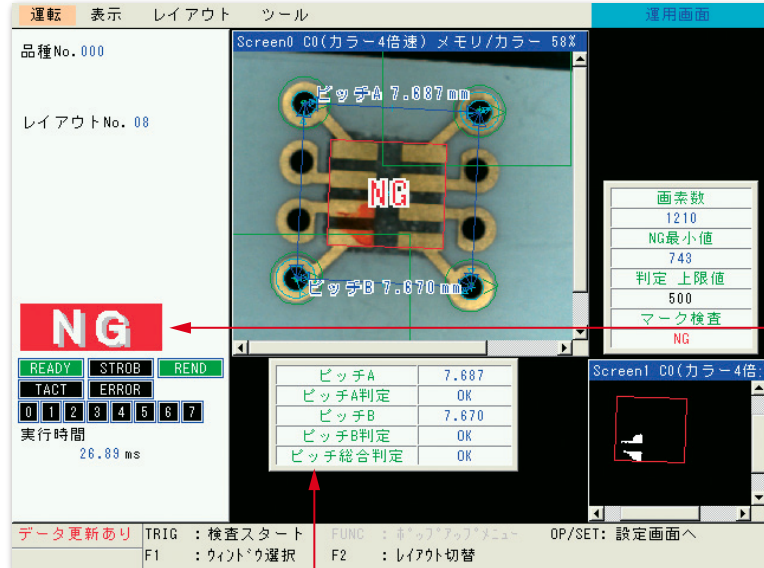 運転 表示 レイアウト ツール 運用画面
品種No.000
レイアウトNo. 08
Screen0 C0(カラー4倍速) メモリ/カラー 58%
ピッチA 7.687mm
NG
ピッチB 7.670mm
画素数
1210
NG最小値
743
判定 上限値
500
マーク検査
NG
NG
READY STROB REND
TACT ERROR
0 1 2 3 4 5 6 7
実行時間
26.89 ms
ピッチA 7.687
ピッチA判定 OK
ピッチB 7.670
ピッチB判定 OK
ピッチ総合判定 OK
Screen1 C0(カラー4倍:
データ更新あり TRIG :検査スタート FUNC :ポップアップメニュー OP/SET: 設定画面へ
F1 :ウィンドウ選択 F2 :レイアウト切替